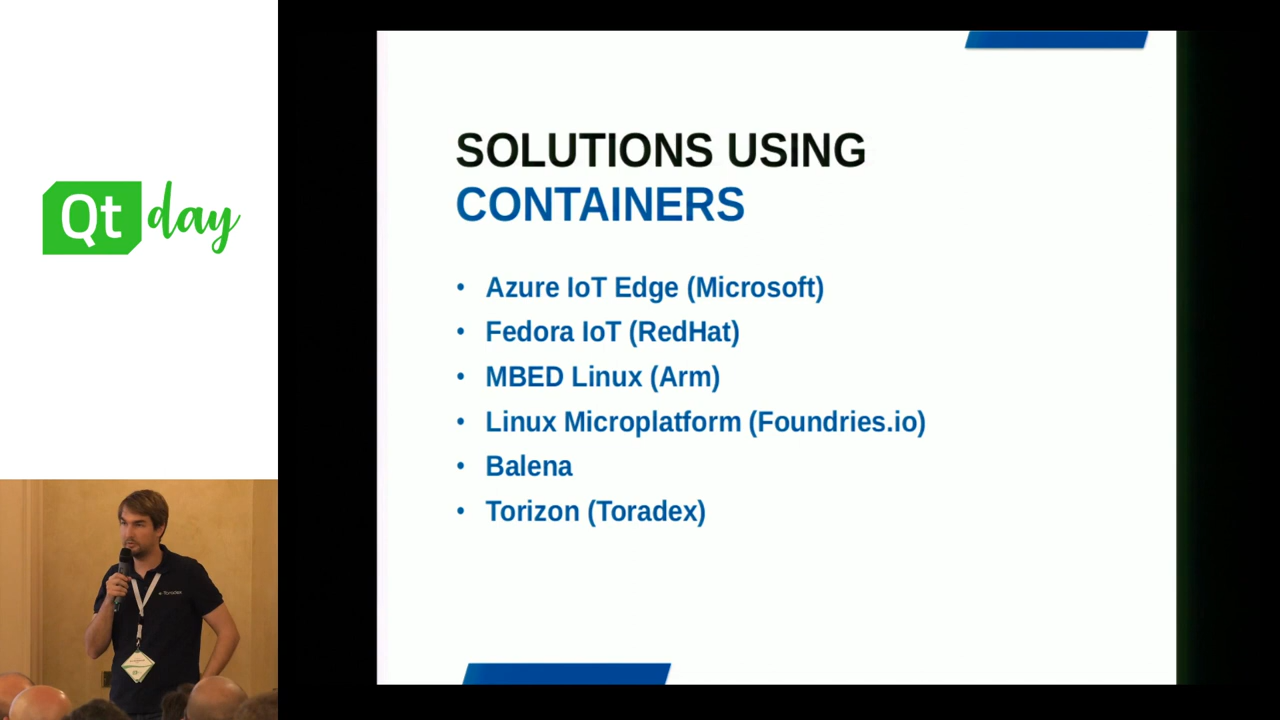 Qt day
SOLUTIONS USING
CONTAINERS
• Azure IoT Edge (Microsoft)
• Fedora IoT (RedHat)
• MBED Linux (Arm)
• Linux Microplatform (Foundries.io)
• Balena
• Torizon (Toradex)
Toradex